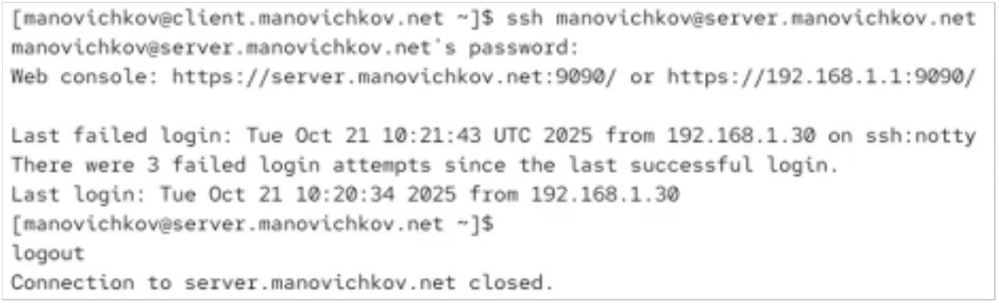 [manovichkov@client.manovichkov.net ~]$ ssh manovichkov@server.manovichkov.net
manovichkov@server.manovichkov.net's password:
Web console: https://server.manovichkov.net:9090/ or https://192.168.1.1:9090/
Last failed login: Tue Oct 21 10:21:43 UTC 2025 from 192.168.1.30 on ssh:notty
There were 3 failed login attempts since the last successful login.
Last login: Tue Oct 21 10:20:34 2025 from 192.168.1.30
[manovichkov@server.manovichkov.net ~]$
logout
Connection to server.manovichkov.net closed.